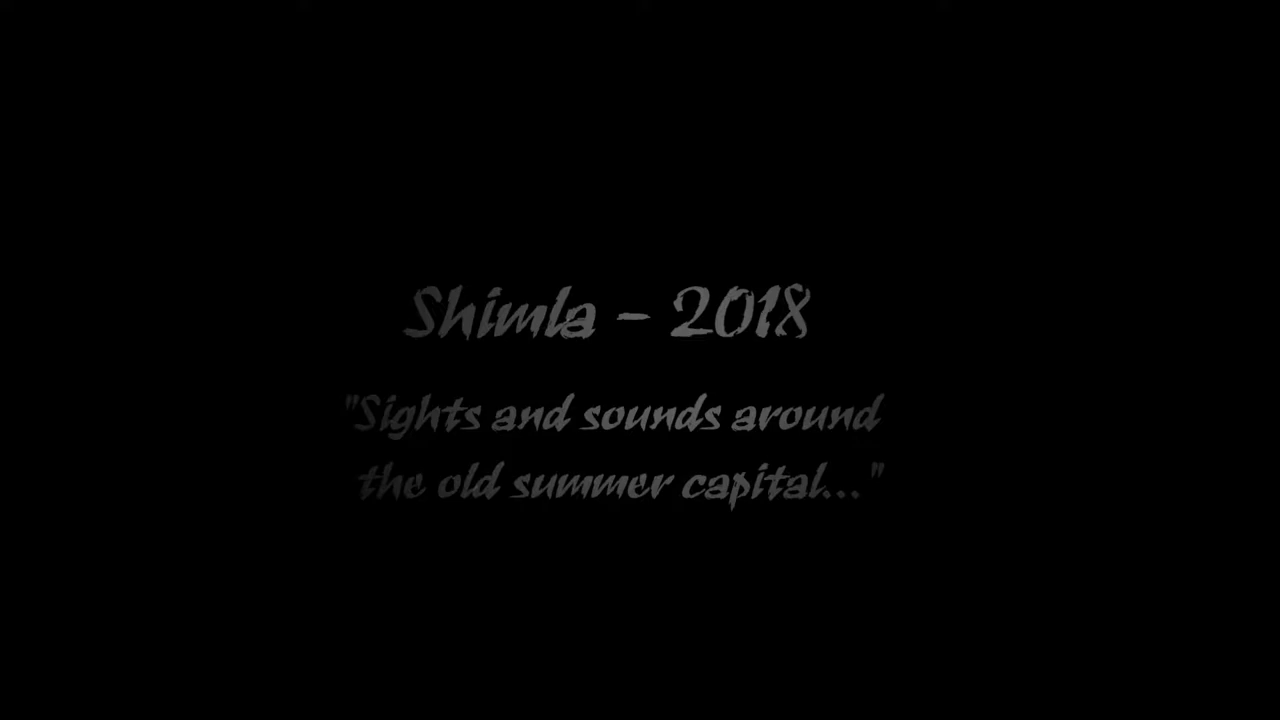 Shimla - 2018
"Sights and sounds around
the old summer capital..."